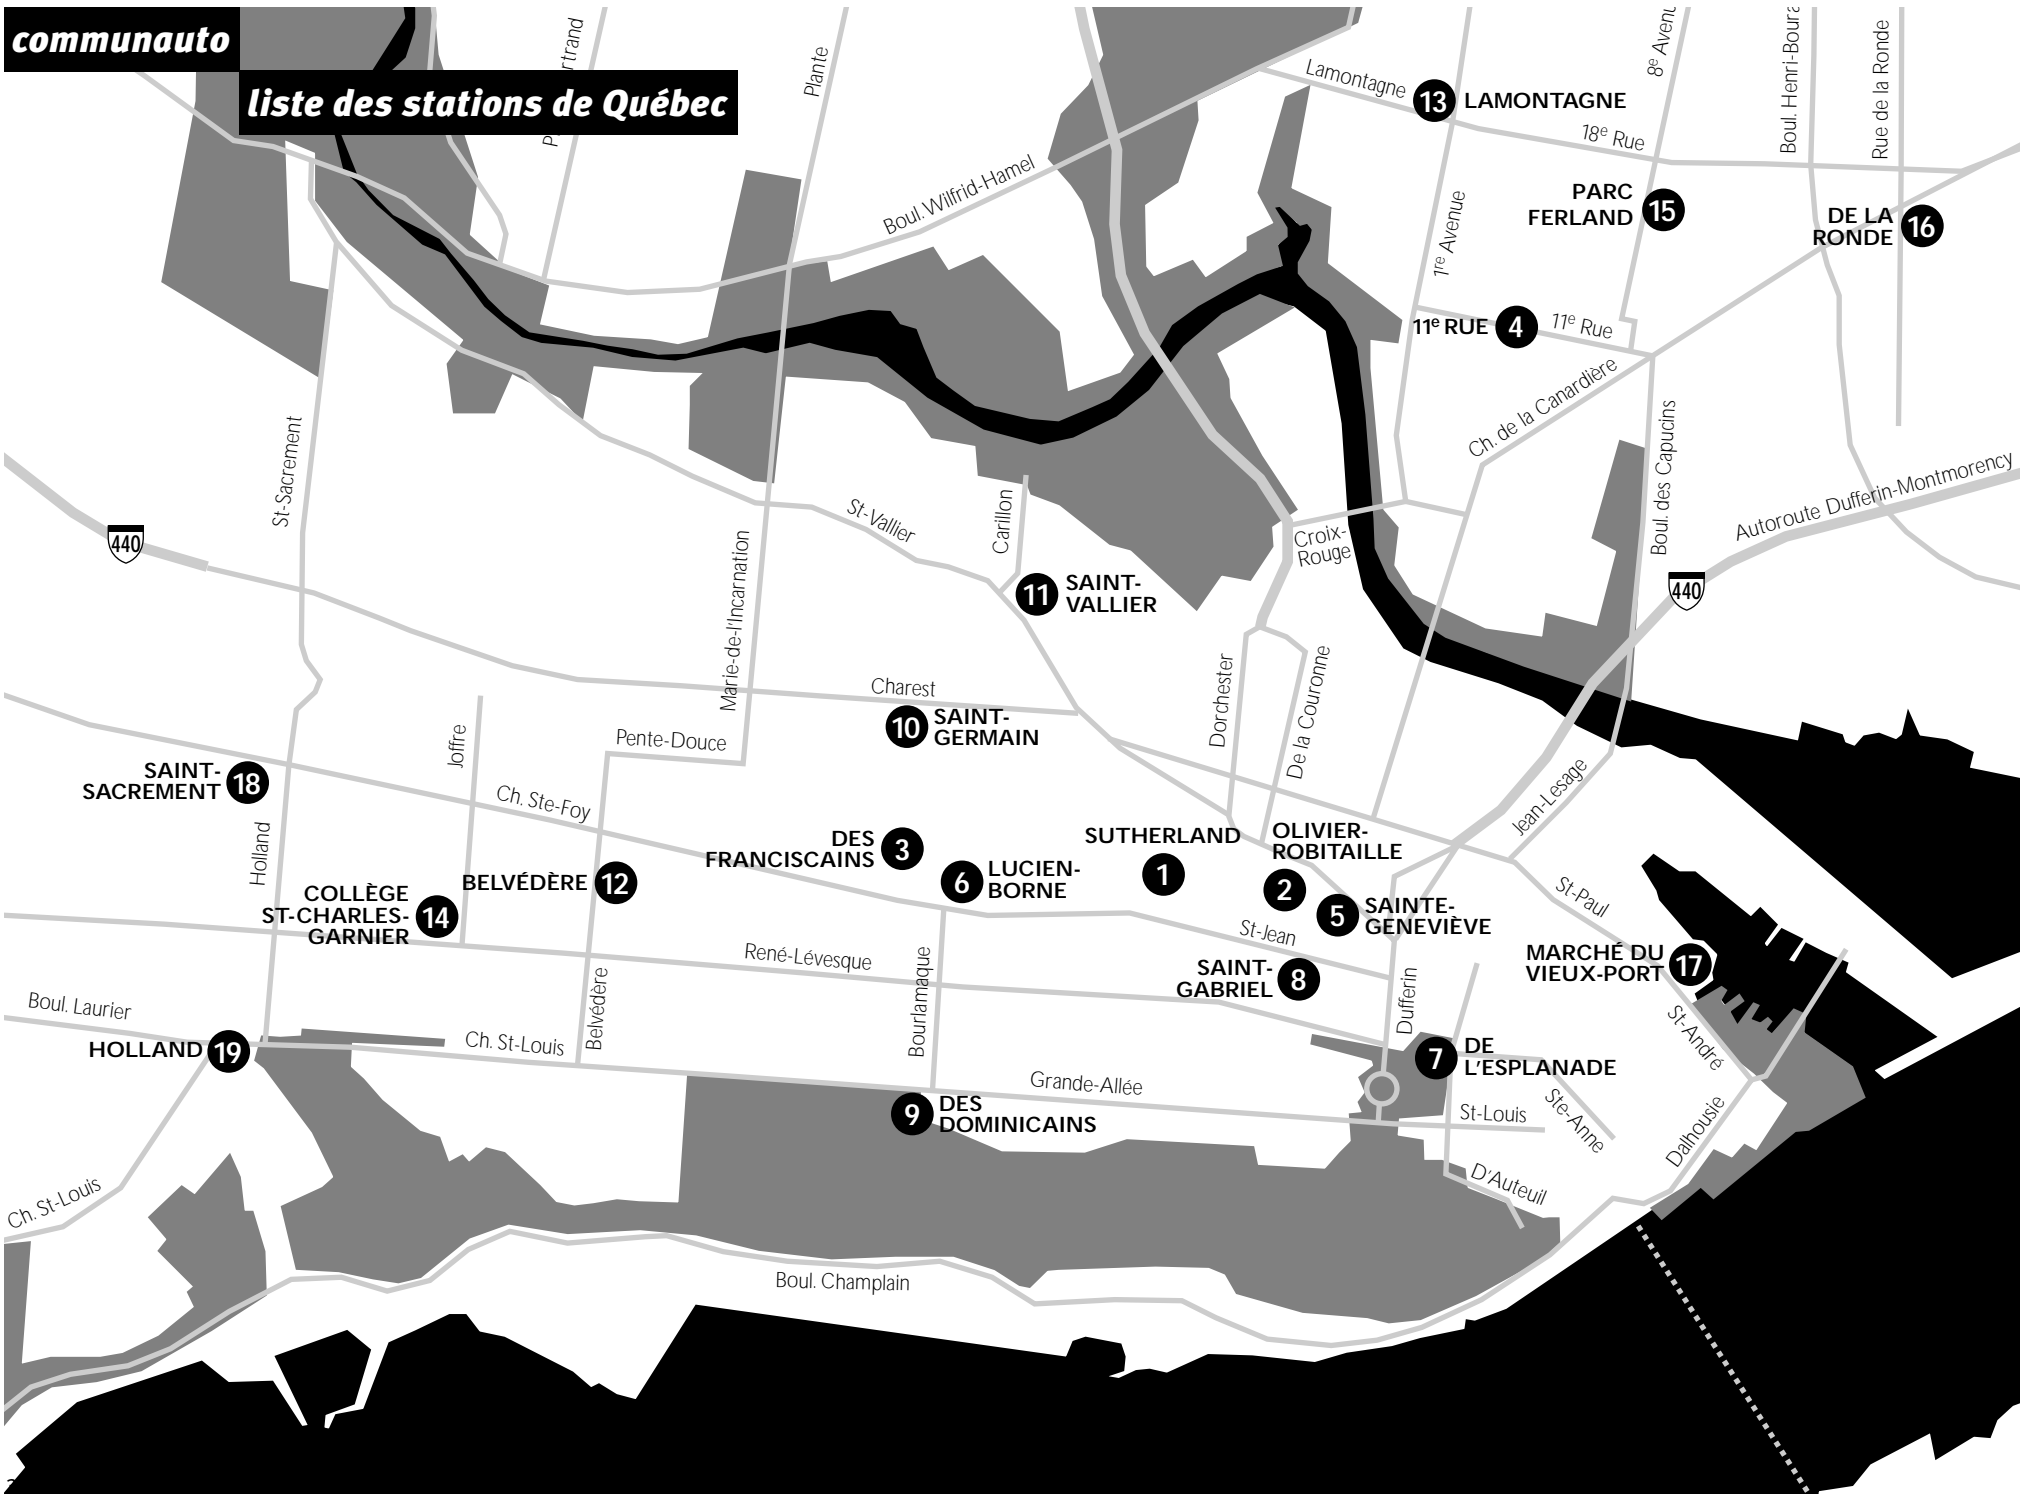 communauto
liste des stations de Québec
Plante
Boul. Wilfrid-Hamel
Lamontagne
13 LAMONTAGNE
18e Rue
8e
Rue de la Ronde
PARC
FERLAND 15
DE LA
RONDE 16
1re Avenue
11e RUE 4 11e Rue
Ch. de la Canardière
Boul. des Capucins
Autoroute Dufferin-Montmorency
440
440
St-Sacrement
St-Vallier
Carillon
Croix-
Rouge
11 SAINT-
VALLIER
Marie-de-l'Incarnation
Dorchester
De la Couronne
Charest
10 SAINT-
GERMAIN
Pente-Douce
Joffre
SAINT-
SACREMENT 18
Ch. Ste-Foy
Jean-Lesage
Holland
DES
FRANCISCAINS 3
6 LUCIEN-
BORNE
SUTHERLAND
1
OLIVIER-
ROBITAILLE
2
5 SAINTE-
GENEVIÈVE
BELVÉDÈRE 12
COLLÈGE
ST-CHARLES-
GARNIER 14
St-Paul
St-Jean
MARCHÉ DU
VIEUX-PORT 17
René-Lévesque
SAINT-
GABRIEL 8
Belvédère
Bourlamaque
Dufferin
St-André
Boul. Laurier
HOLLAND 19
Ch. St-Louis
7 DE
L'ESPLANADE
Grande-Allée
9 DES
DOMINICAINS
St-Louis
Ste-Anne
Dalhousie
D'Auteuil
Ch. St-Louis
Boul. Champlain